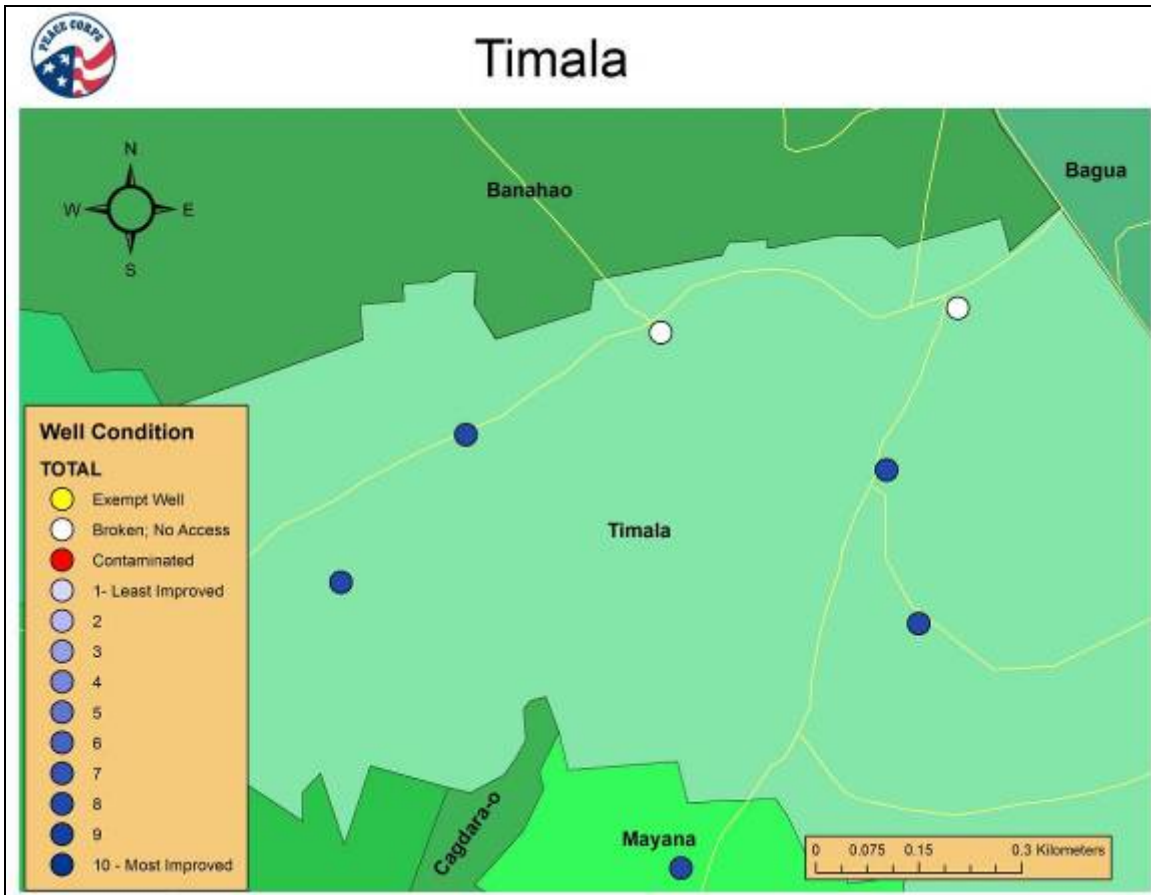 PEACE CORPS
Timala
N
W E
S
Banahao
Bagua
Well Condition
TOTAL
Exempt Well
Broken; No Access
Contaminated
1- Least Improved
2
3
4
5
6
7
8
9
10 - Most Improved
Timala
Cagdara-o
Mayana
0 0.075 0.15 0.3 Kilometers